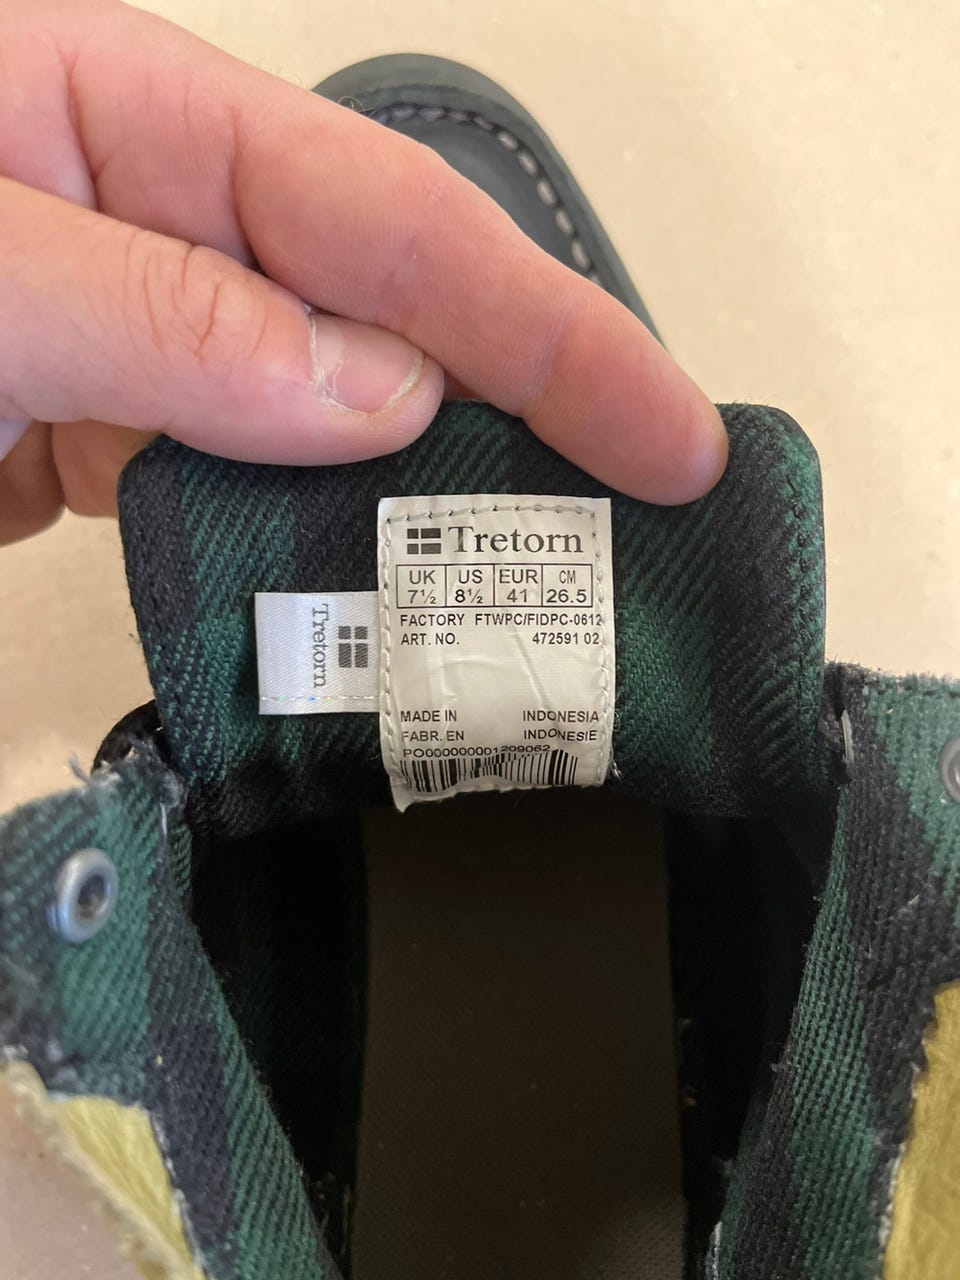 Tretorn
UK US EUR CM
7½ 8½ 41 26.5
FACTORY FTWPC/FIDPC-0612
ART. NO. 472591 02
MADE IN INDONESIA
FABR. EN INDONESIE
PO000000001209062
Tretorn